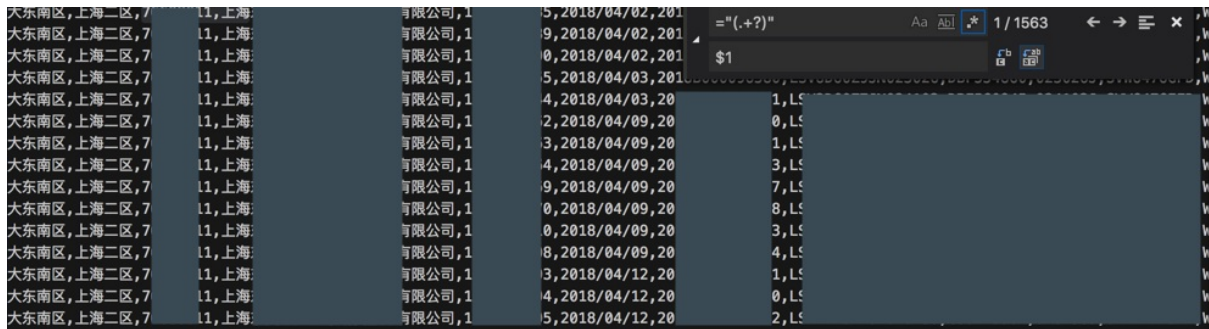 ="(.+?)"
Aa Abl .* 1/1563
$1
大东南区,上海二区,7 11,上海 有限公司,1 5,2018/04/02,201
大东南区,上海二区,7 11,上海 有限公司,1 9,2018/04/02,201
大东南区,上海二区,7 11,上海 有限公司,1 0,2018/04/02,201
大东南区,上海二区,7 11,上海 有限公司,1 5,2018/04/03,201
大东南区,上海二区,7 11,上海 有限公司,1 4,2018/04/03,20 1,LS
大东南区,上海二区,7 11,上海 有限公司,1 2,2018/04/09,20 0,LS
大东南区,上海二区,7 11,上海 有限公司,1 3,2018/04/09,20 1,LS
大东南区,上海二区,7 11,上海 有限公司,1 4,2018/04/09,20 3,LS
大东南区,上海二区,7 11,上海 有限公司,1 9,2018/04/09,20 7,LS
大东南区,上海二区,7 11,上海 有限公司,1 0,2018/04/09,20 8,LS
大东南区,上海二区,7 11,上海 有限公司,1 0,2018/04/09,20 3,LS
大东南区,上海二区,7 11,上海 有限公司,1 8,2018/04/09,20 4,LS
大东南区,上海二区,7 11,上海 有限公司,1 3,2018/04/12,20 1,LS
大东南区,上海二区,7 11,上海 有限公司,1 4,2018/04/12,20 0,LS
大东南区,上海二区,7 11,上海 有限公司,1 5,2018/04/12,20 2,LS